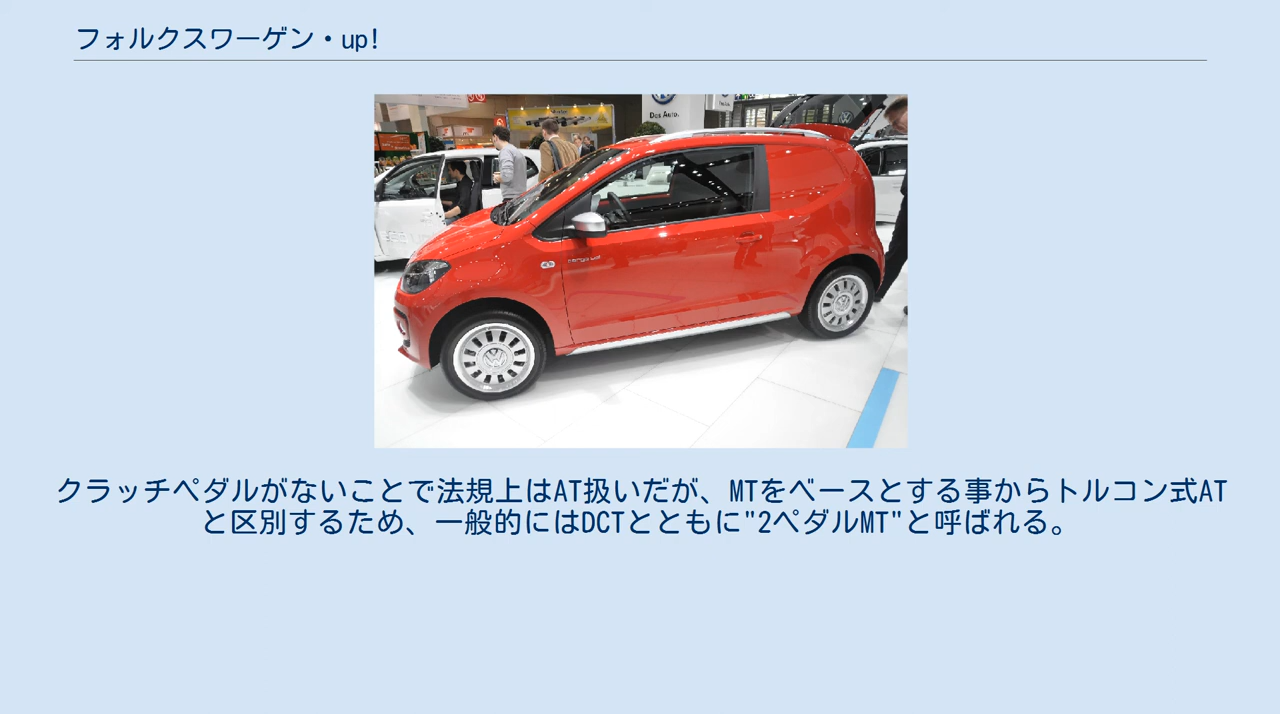 フォルクスワーゲン・up!
Das Auto.
cargo up!
クラッチペダルがないことで法規上はAT扱いだが、MTをベースとする事からトルコン式AT
と区別するため、一般的にはDCTとともに"2ペダルMT"と呼ばれる。